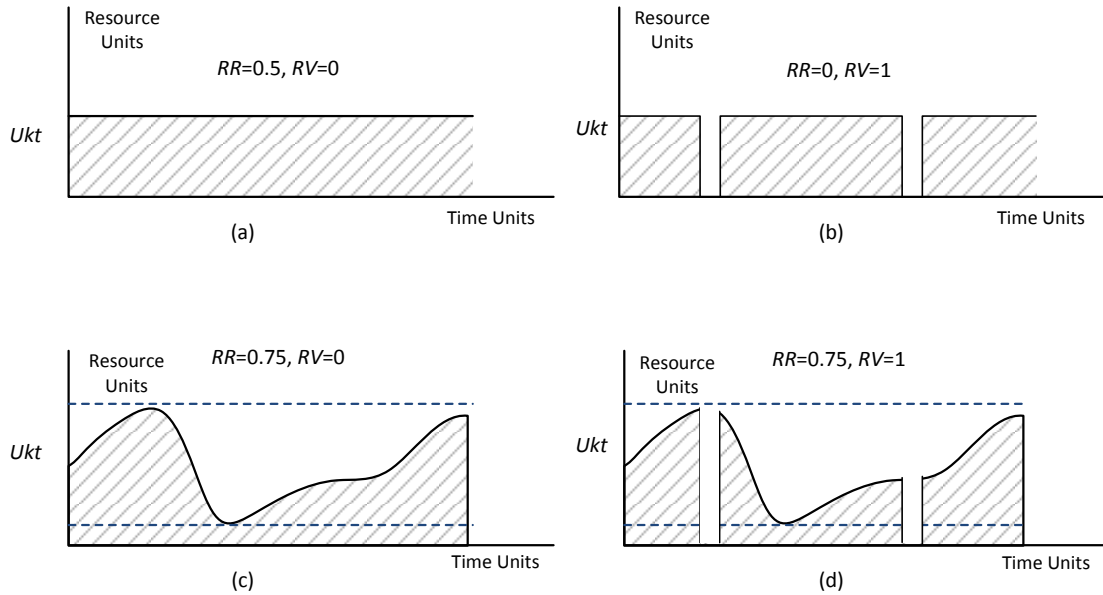 Resource
Units
RR=0.5, RV=0
Ukt
Time Units
(a)
Resource
Units
RR=0, RV=1
Ukt
Time Units
(b)
Resource
Units
RR=0.75, RV=0
Ukt
Time Units
(c)
Resource
Units
RR=0.75, RV=1
Ukt
Time Units
(d)